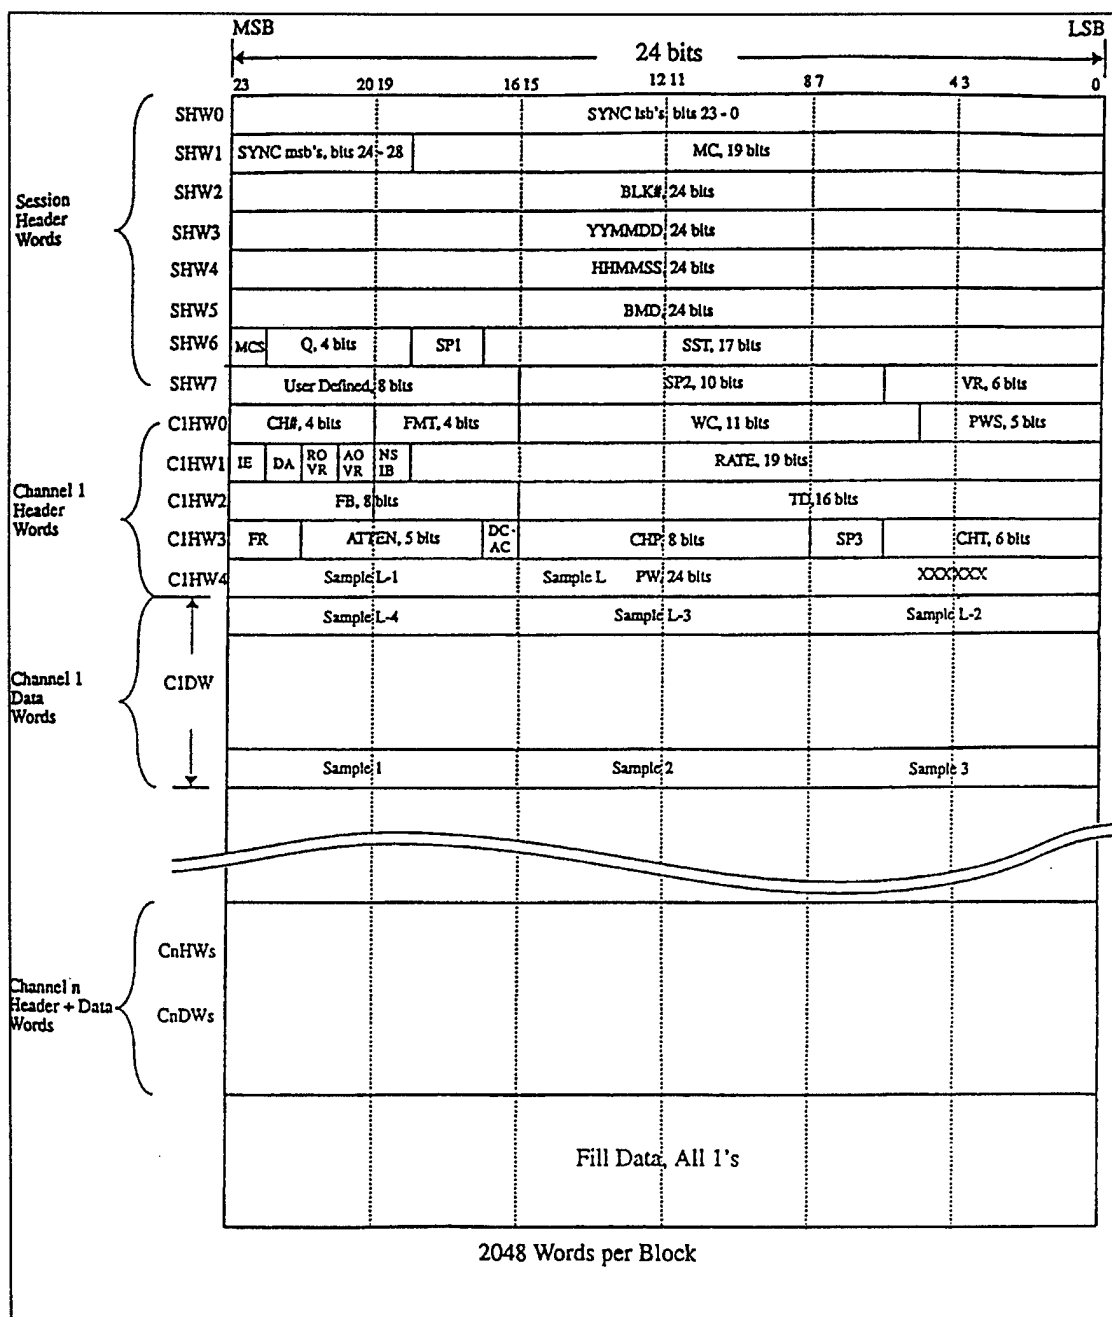 MSB LSB
24 bits
23 20 19 16 15 12 11 8 7 4 3 0
SHW0 SYNC lsb's, bits 23 - 0
SHW1 SYNC msb's, bits 24 - 28 MC, 19 bits
Session
Header
Words
SHW2 BLK#, 24 bits
SHW3 YYMMDD, 24 bits
SHW4 HHMMSS, 24 bits
SHW5 BMD, 24 bits
SHW6 MCS Q, 4 bits SP1 SST, 17 bits
SHW7 User Defined, 8 bits SP2, 10 bits VR, 6 bits
C1HW0 CH#, 4 bits FMT, 4 bits WC, 11 bits PWS, 5 bits
C1HW1 IE DA RO VR AO VR NS IB RATE, 19 bits
Channel 1
Header
Words
C1HW2 FB, 8 bits TD, 16 bits
C1HW3 FR ATTEN, 5 bits DC- AC CHP, 8 bits SP3 CHT, 6 bits
C1HW4 Sample L-1 Sample L PW, 24 bits XXXXXX
Sample L-4 Sample L-3 Sample L-2
Channel 1
Data
Words
C1DW
Sample 1 Sample 2 Sample 3
CnHWs
Channel n
Header + Data
Words
CnDWs
Fill Data, All 1's
2048 Words per Block